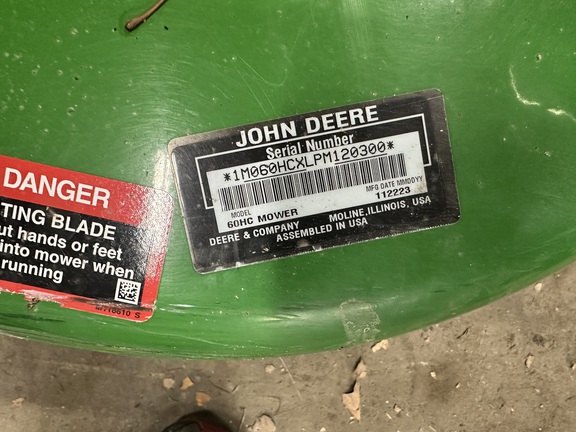 JOHN DEERE
Serial Number
*1M060HCXLPM120300*
MODEL
60HC MOWER
MFG DATE MMDDYY
112223
DEERE & COMPANY MOLINE, ILLINOIS, USA
ASSEMBLED IN USA
DANGER
TING BLADE
ut hands or feet
into mower when
running